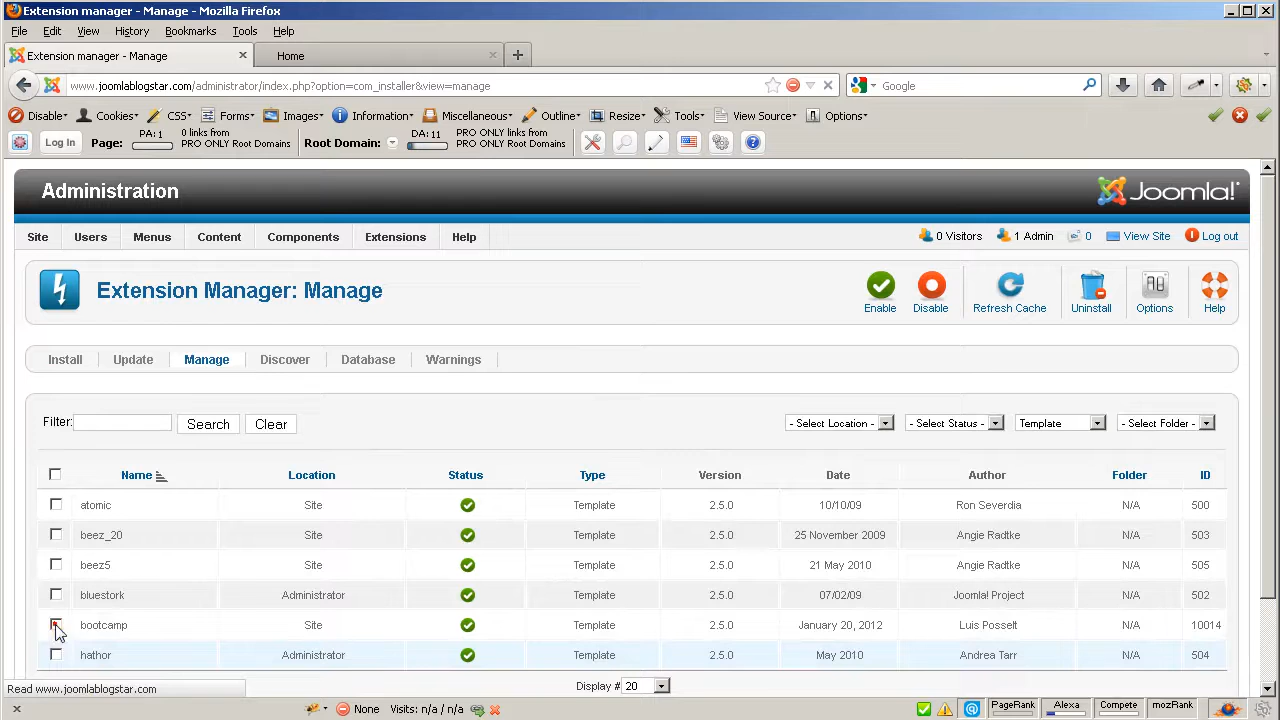 Extension manager - Manage - Mozilla Firefox
File Edit View History Bookmarks Tools Help
Extension manager - Manage Home
www.joomlablogstar.com/administrator/index.php?option=com_installer&view=manage Google
Disable Cookies CSS Forms Images Information Miscellaneous Outline Resize Tools View Source Options
Log In Page: PA: 1 0 links from PRO ONLY Root Domains Root Domain: DA: 11 PRO ONLY links from PRO ONLY Root Domains
Administration Joomla!
Site Users Menus Content Components Extensions Help 0 Visitors 1 Admin 0 View Site Log out
Extension Manager: Manage Enable Disable Refresh Cache Uninstall Options Help
Install Update Manage Discover Database Warnings
Filter: Search Clear - Select Location - - Select Status - Template - Select Folder -
Name Location Status Type Version Date Author Folder ID
atomic Site Template 2.5.0 10/10/09 Ron Severdia N/A 500
beez_20 Site Template 2.5.0 25 November 2009 Angie Radtke N/A 503
beez5 Site Template 2.5.0 21 May 2010 Angie Radtke N/A 505
bluestork Administrator Template 2.5.0 07/02/09 Joomla! Project N/A 502
bootcamp Site Template 2.5.0 January 20, 2012 Luis Possett N/A 10014
hathor Administrator Template 2.5.0 May 2010 Andrea Tarr N/A 504
Display # 20
Read www.joomlablogstar.com
None Visits: n/a / n/a PageRank Alexa Compete mozRank